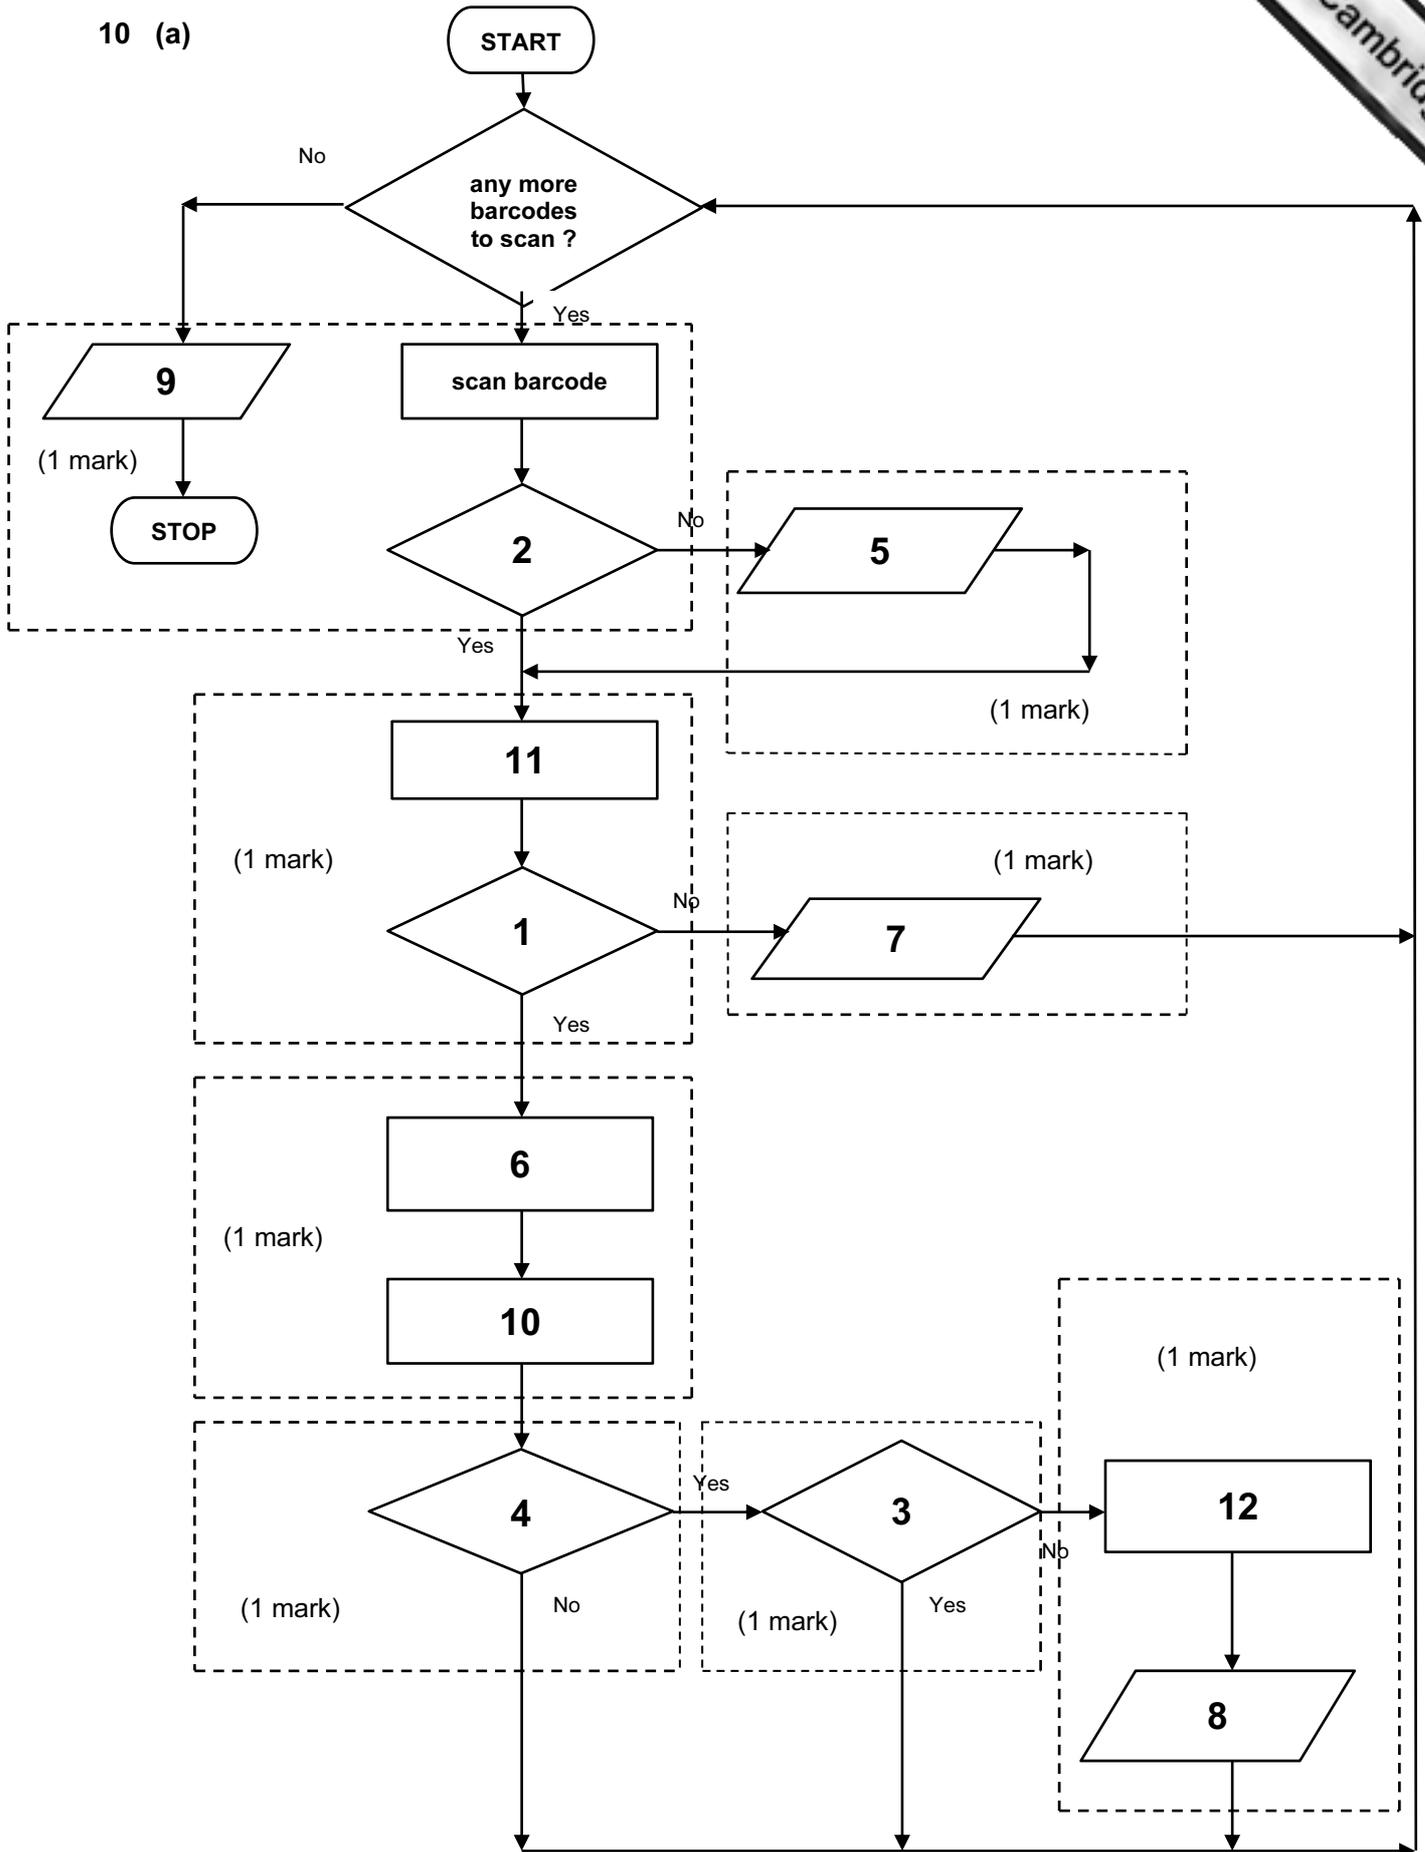 10 (a)
START
Cambridge
No
any more
barcodes
to scan ?
Yes
9
scan barcode
(1 mark)
STOP
2
No
5
Yes
(1 mark)
11
(1 mark)
(1 mark)
No
1
7
Yes
6
(1 mark)
10
(1 mark)
Yes
4
3
12
No
(1 mark)
No
(1 mark)
Yes
8